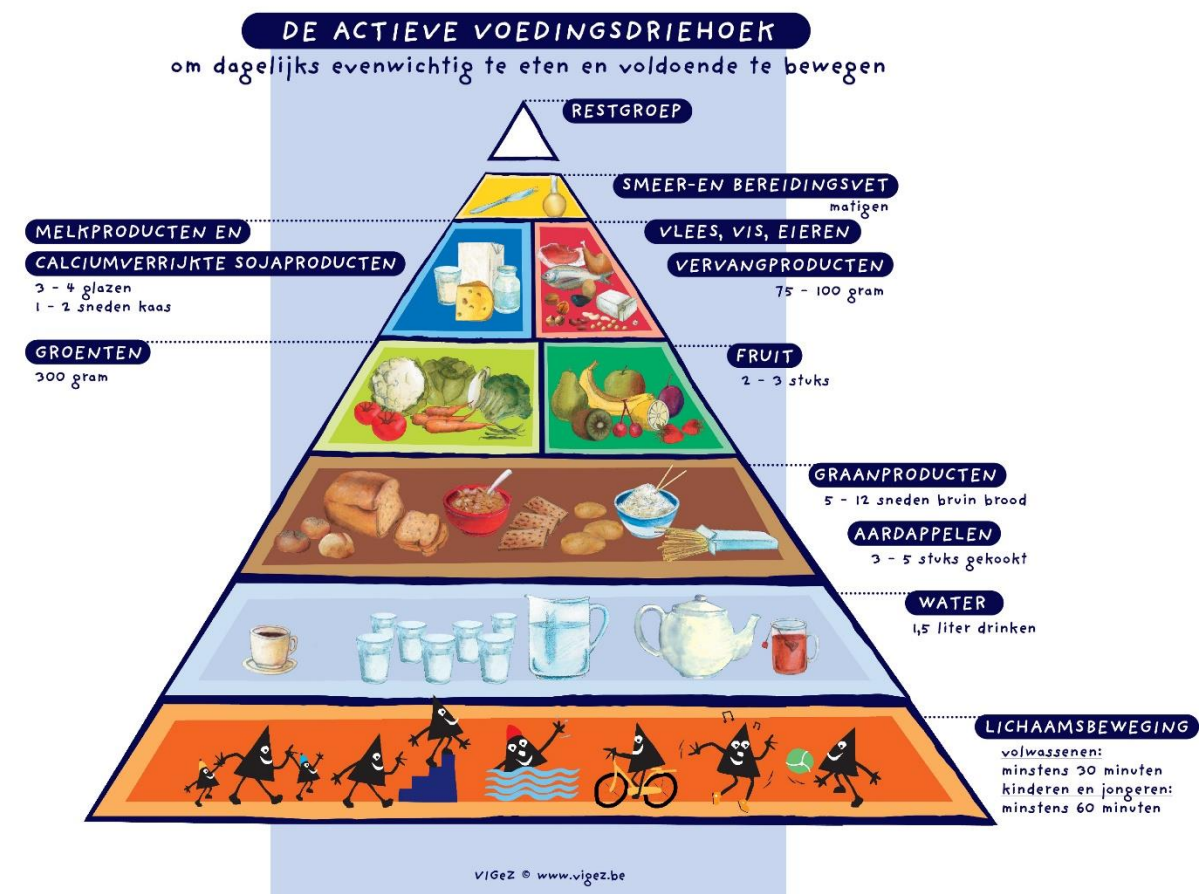 DE ACTIEVE VOEDINGSDRIEHOEK
om dagelijks evenwichtig te eten en voldoende te bewegen
RESTGROEP
SMEER-EN BEREIDINGSVET
matigen
MELKPRODUCTEN EN
CALCIUMVERRIJKTE SOJAPRODUCTEN
3 - 4 glazen
1 - 2 sneden kaas
VLEES, VIS, EIEREN
VERVANGPRODUCTEN
75 - 100 gram
GROENTEN
300 gram
FRUIT
2 - 3 stuks
GRAANPRODUCTEN
5 - 12 sneden bruin brood
AARDAPPELEN
3 - 5 stuks gekookt
WATER
1,5 liter drinken
LICHAAMSBEWEGING
volwassenen:
minstens 30 minuten
kinderen en jongeren:
minstens 60 minuten
VIGeZ © www.vigez.be